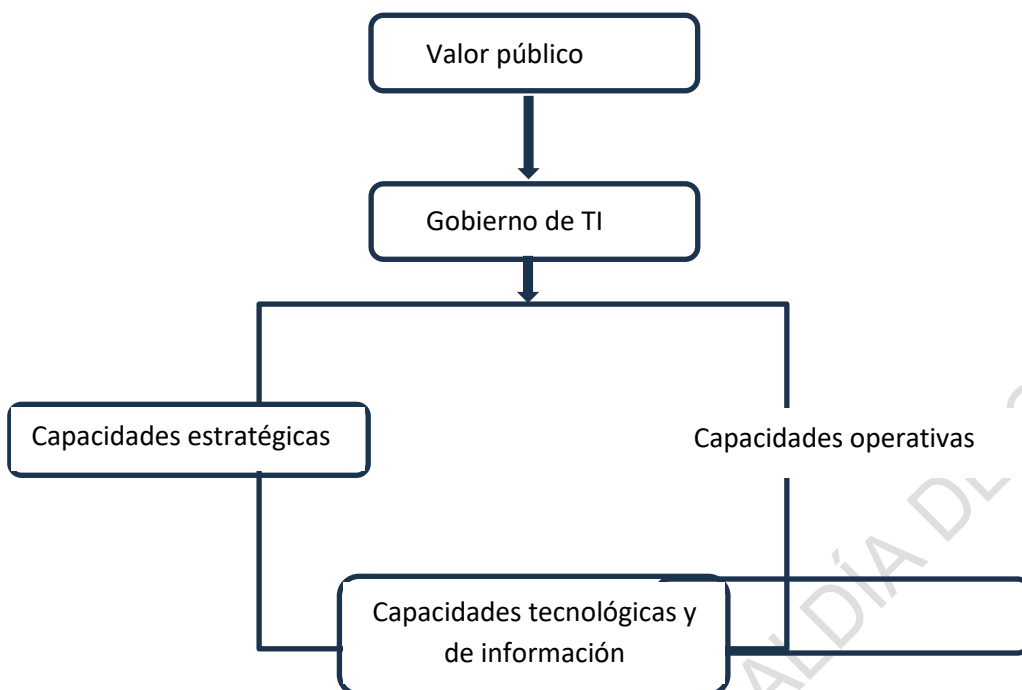 Valor público
Gobierno de TI
Capacidades estratégicas
Capacidades operativas
Capacidades tecnológicas y
de información